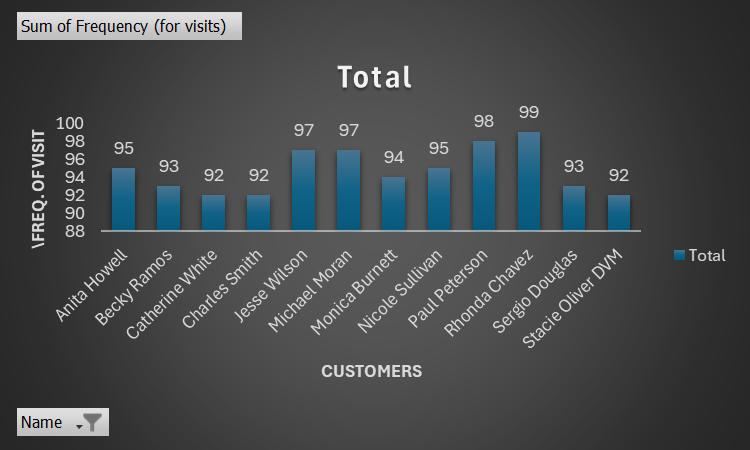 Sum of Frequency (for visits)
Total
\FREQ. OF VISIT
100
98
96
94
92
90
88
95
93
92
92
97
97
94
95
98
99
93
92
Anita Howell
Becky Ramos
Catherine White
Charles Smith
Jesse Wilson
Michael Moran
Monica Burnett
Nicole Sullivan
Paul Peterson
Rhonda Chavez
Sergio Douglas
Stacie Oliver DVM
Total
CUSTOMERS
Name